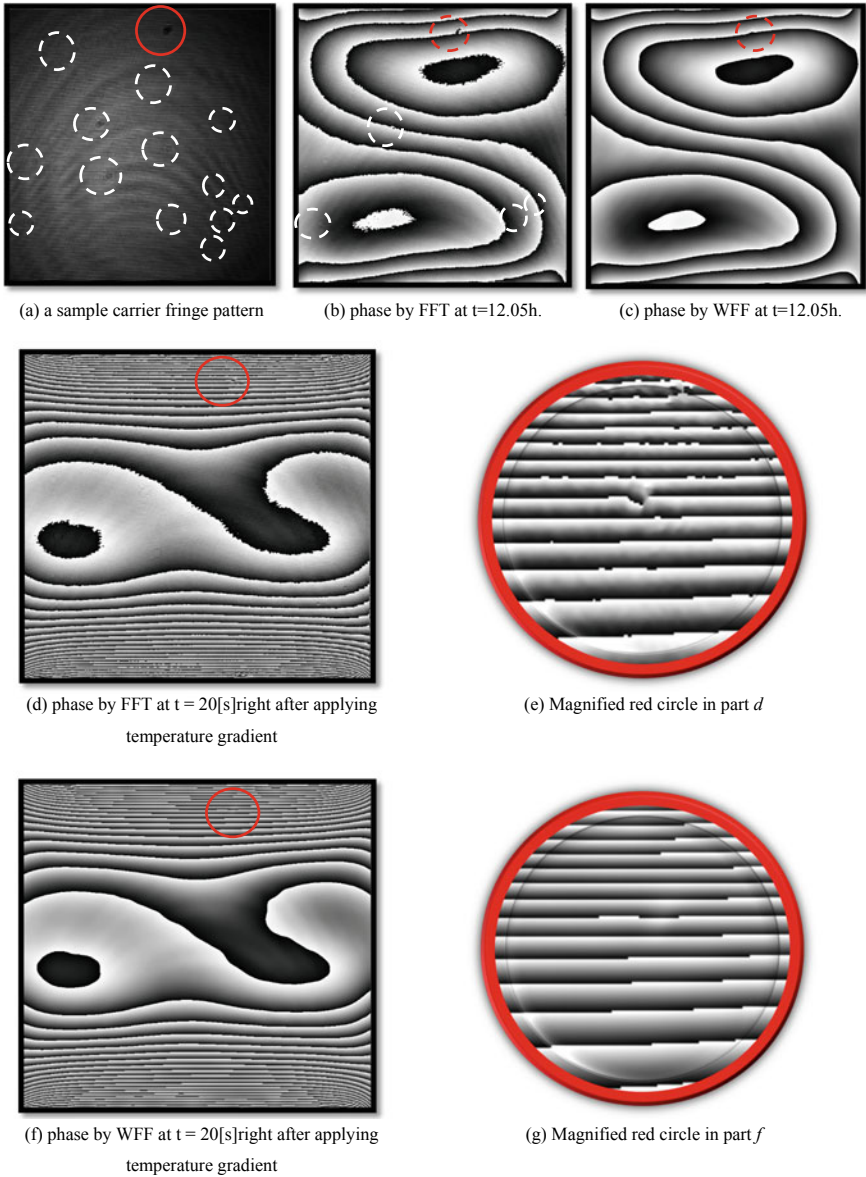 (a) a sample carrier fringe pattern
(b) phase by FFT at t=12.05h.
(c) phase by WFF at t=12.05h.
(d) phase by FFT at t = 20[s]right after applying
temperature gradient
(e) Magnified red circle in part d
(f) phase by WFF at t = 20[s]right after applying
temperature gradient
(g) Magnified red circle in part f